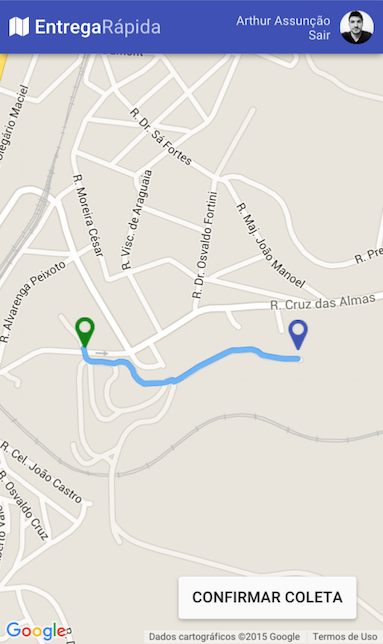 EntregaRápida
Arthur Assunção
Sair
R. Dr. Sá Fortes
R. Moreira César
R. Visc. de Araguaia
R. Dr. Osvaldo Fortini
R. Maj. João Manoel
R. Alvarenga Peixoto
R. Cruz das Almas
R. Cel. João Castro
R. Osvaldo Cruz
CONFIRMAR COLETA
Google
Dados cartográficos ©2015 Google
Termos de Uso